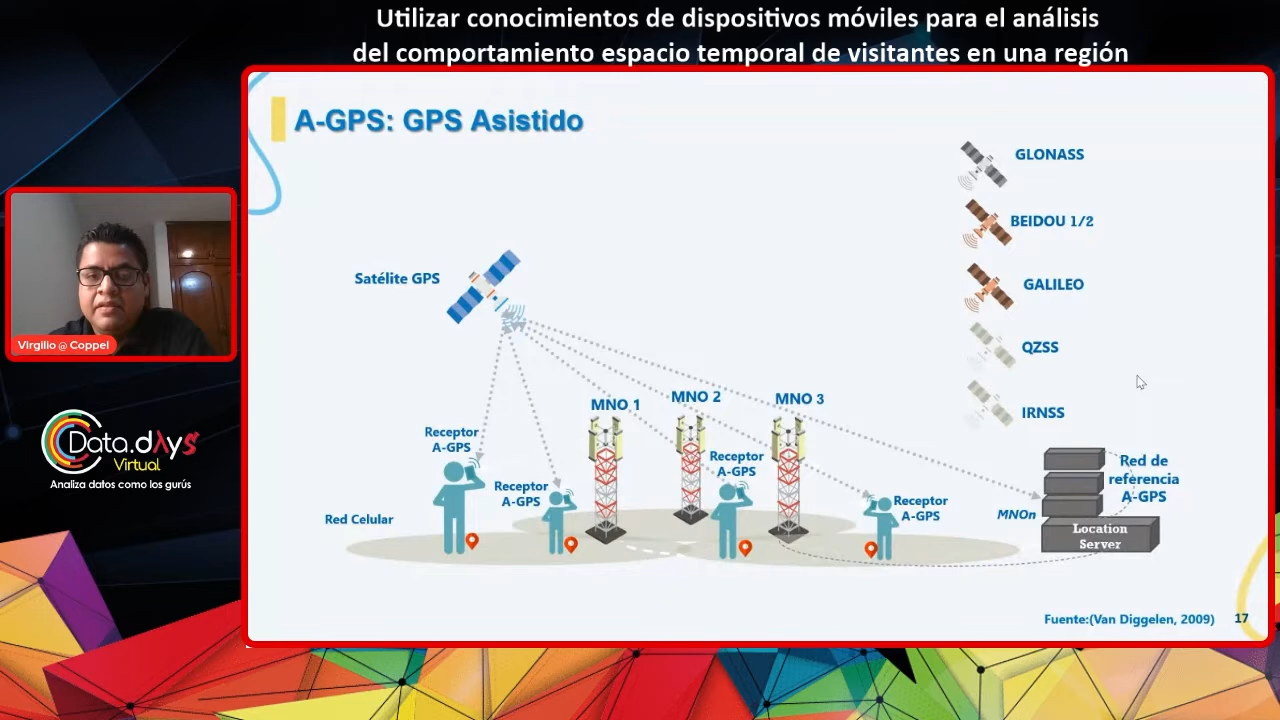 Utilizar conocimientos de dispositivos móviles para el análisis
del comportamiento espacio temporal de visitantes en una región
A-GPS: GPS Asistido
GLONASS
BEIDOU 1/2
GALILEO
QZSS
IRNSS
Satélite GPS
MNO 1
MNO 2
MNO 3
Receptor
A-GPS
Receptor
A-GPS
Receptor
A-GPS
Receptor
A-GPS
Red Celular
MNOn
Red de
referencia
A-GPS
Location
Server
Fuente:(Van Diggelen, 2009)
17
Virgilio @ Coppel
Data.dAys
Virtual
Analiza datos como los gurús